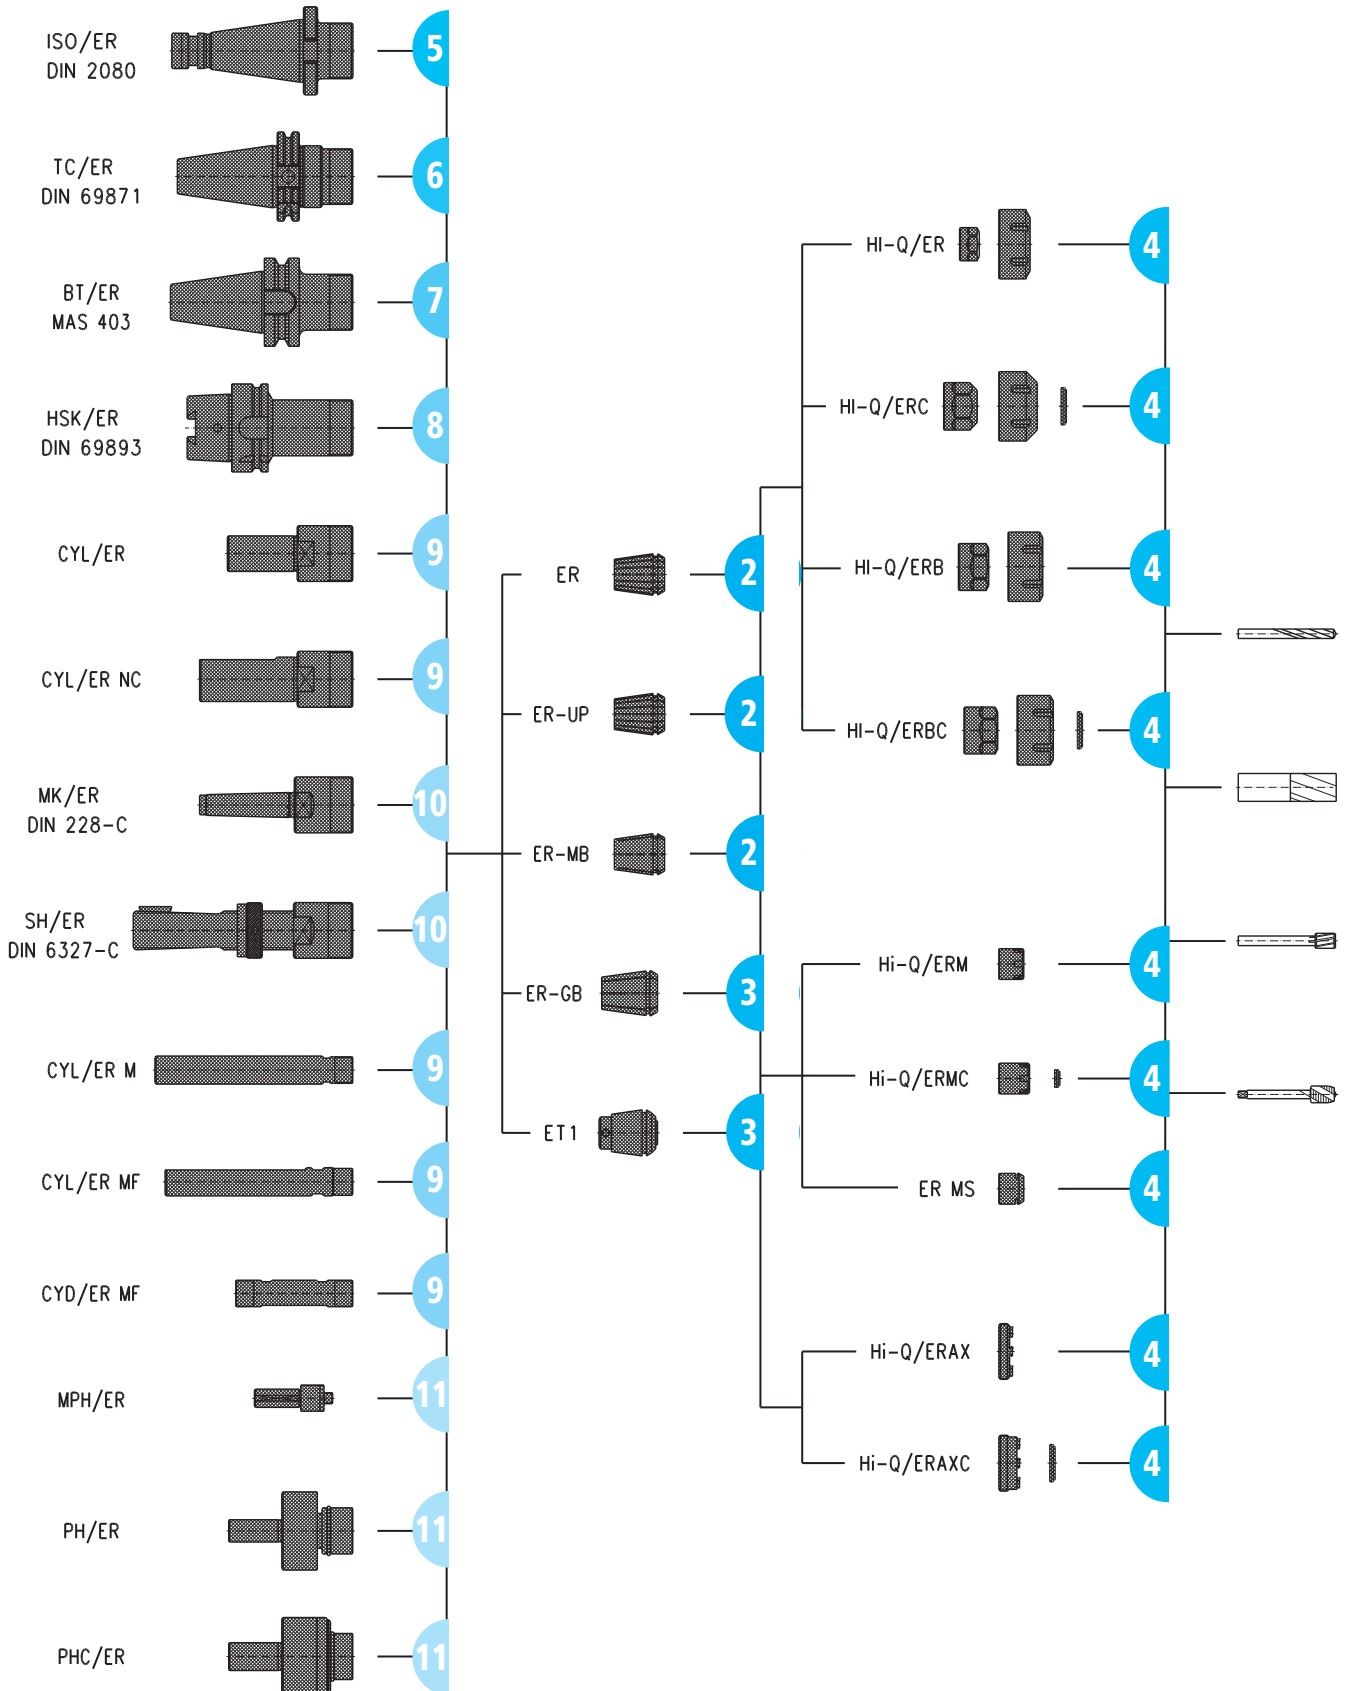 ISO/ER
DIN 2080
5
TC/ER
DIN 69871
6
BT/ER
MAS 403
7
HSK/ER
DIN 69893
8
CYL/ER
9
CYL/ER NC
9
MK/ER
DIN 228-C
10
SH/ER
DIN 6327-C
10
CYL/ER M
9
CYL/ER MF
9
CYD/ER MF
9
MPH/ER
11
PH/ER
11
PHC/ER
11
ER
2
ER-UP
2
ER-MB
2
ER-GB
3
ET1
3
HI-Q/ER
4
HI-Q/ERC
4
HI-Q/ERB
4
HI-Q/ERBC
4
Hi-Q/ERM
4
Hi-Q/ERMC
4
ER MS
4
Hi-Q/ERAX
4
Hi-Q/ERAXC
4